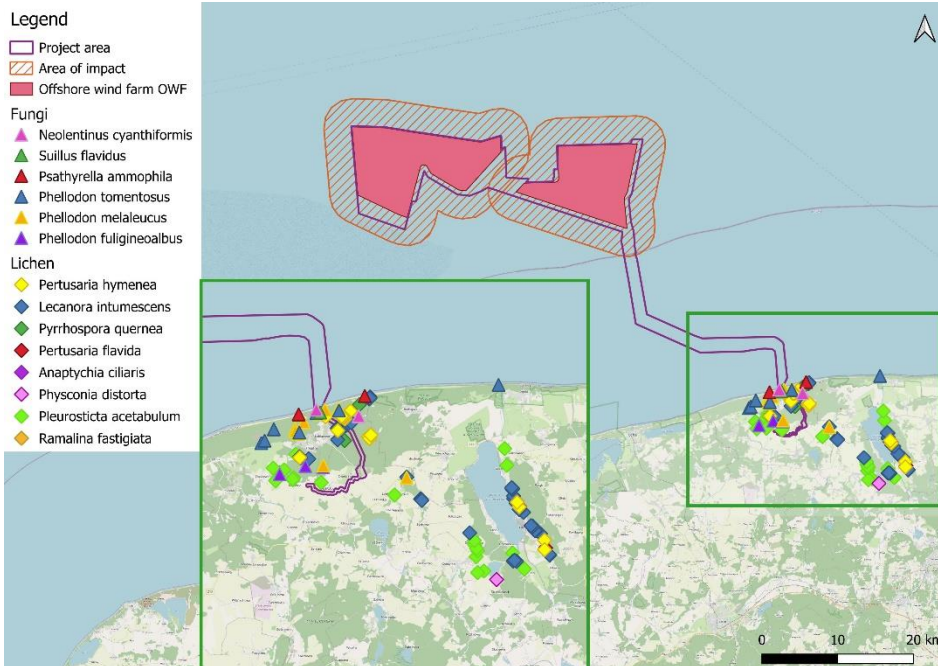 Legend
Project area
Area of impact
Offshore wind farm OWF
Fungi
Neolentinus cyanthiformis
Suillus flavidus
Psathyrella ammophila
Phellodon tomentosus
Phellodon melaleucus
Phellodon fuligineoalbus
Lichen
Pertusaria hymenea
Lecanora intumescens
Pyrrhospora quernea
Pertusaria flavida
Anaptychia ciliaris
Physconia distorta
Pleurosticta acetabulum
Ramalina fastigiata
0 10 20 km